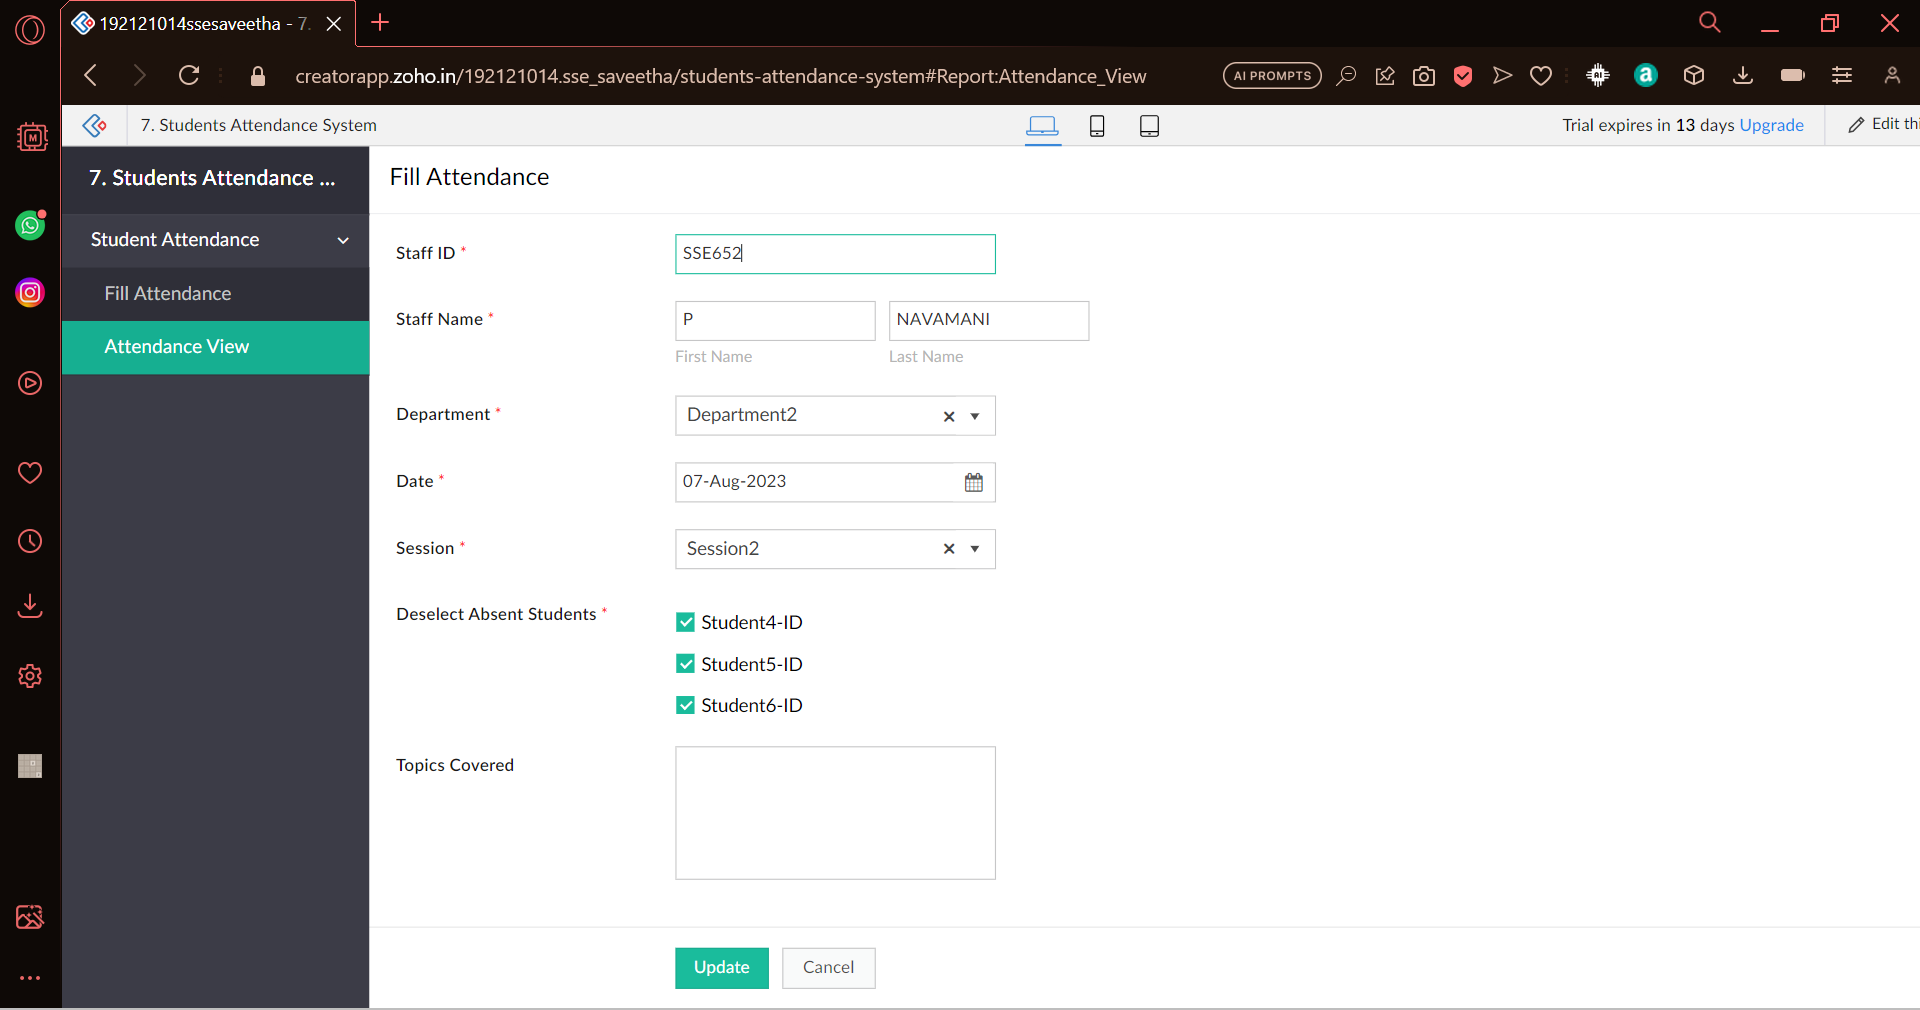 192121014ssesaveetha - 7.
creatorapp.zoho.in/192121014.sse_saveetha/students-attendance-system#Report:Attendance_View
AI PROMPTS
7. Students Attendance System
Trial expires in 13 days Upgrade
Edit thi
7. Students Attendance ...
Student Attendance
Fill Attendance
Attendance View
Fill Attendance
Staff ID *
SSE652
Staff Name *
P
NAVAMANI
First Name
Last Name
Department *
Department2
Date *
07-Aug-2023
Session *
Session2
Deselect Absent Students *
Student4-ID
Student5-ID
Student6-ID
Topics Covered
Update
Cancel